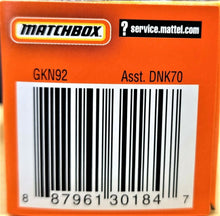 MATCHBOX
? service.mattel.com
GKN92 Asst. DNK70
8 87961 30184 7